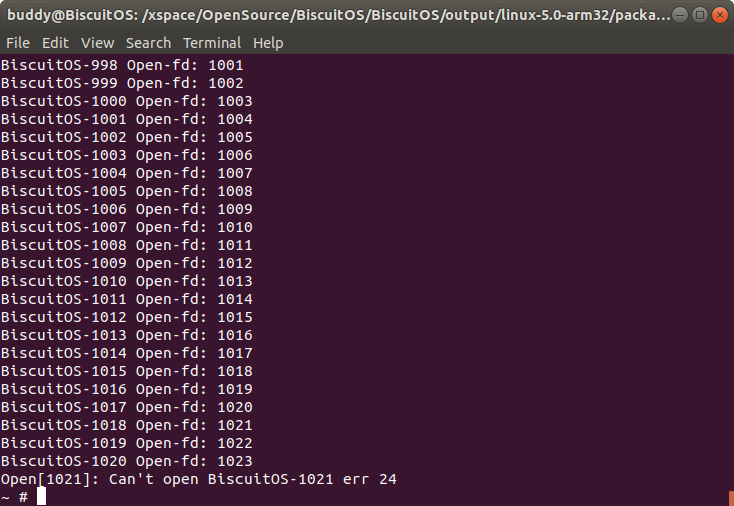 buddy@BiscuitOS: /xspace/OpenSource/BiscuitOS/BiscuitOS/output/linux-5.0-arm32/packa...
File Edit View Search Terminal Help
BiscuitOS-998 Open-fd: 1001
BiscuitOS-999 Open-fd: 1002
BiscuitOS-1000 Open-fd: 1003
BiscuitOS-1001 Open-fd: 1004
BiscuitOS-1002 Open-fd: 1005
BiscuitOS-1003 Open-fd: 1006
BiscuitOS-1004 Open-fd: 1007
BiscuitOS-1005 Open-fd: 1008
BiscuitOS-1006 Open-fd: 1009
BiscuitOS-1007 Open-fd: 1010
BiscuitOS-1008 Open-fd: 1011
BiscuitOS-1009 Open-fd: 1012
BiscuitOS-1010 Open-fd: 1013
BiscuitOS-1011 Open-fd: 1014
BiscuitOS-1012 Open-fd: 1015
BiscuitOS-1013 Open-fd: 1016
BiscuitOS-1014 Open-fd: 1017
BiscuitOS-1015 Open-fd: 1018
BiscuitOS-1016 Open-fd: 1019
BiscuitOS-1017 Open-fd: 1020
BiscuitOS-1018 Open-fd: 1021
BiscuitOS-1019 Open-fd: 1022
BiscuitOS-1020 Open-fd: 1023
Open[1021]: Can't open BiscuitOS-1021 err 24
~ #